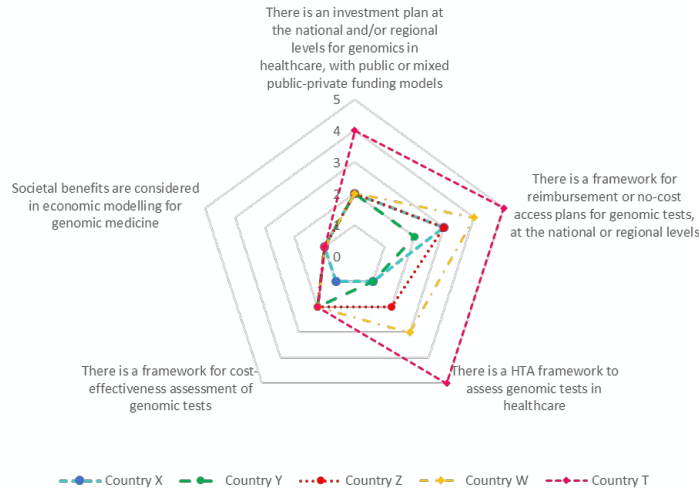 There is an investment plan at
the national and/or regional
levels for genomics in
healthcare, with public or mixed
public-private funding models
5
4
3
2
1
0
There is a framework for
reimbursement or no-cost
access plans for genomic tests,
at the national or regional levels
Societal benefits are considered
in economic modelling for
genomic medicine
There is a framework for cost-
effectiveness assessment of
genomic tests
There is a HTA framework to
assess genomic tests in
healthcare
Country X Country Y Country Z Country W Country T